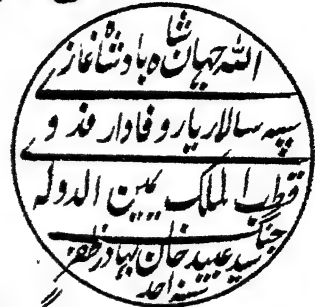 الله شاه جهان بادشاه غازی
سپه سالار یار وفادار فدوی
قطب الملک یمین الدوله
سید عبید خان بهادر ظفر جنگ
سنه احد